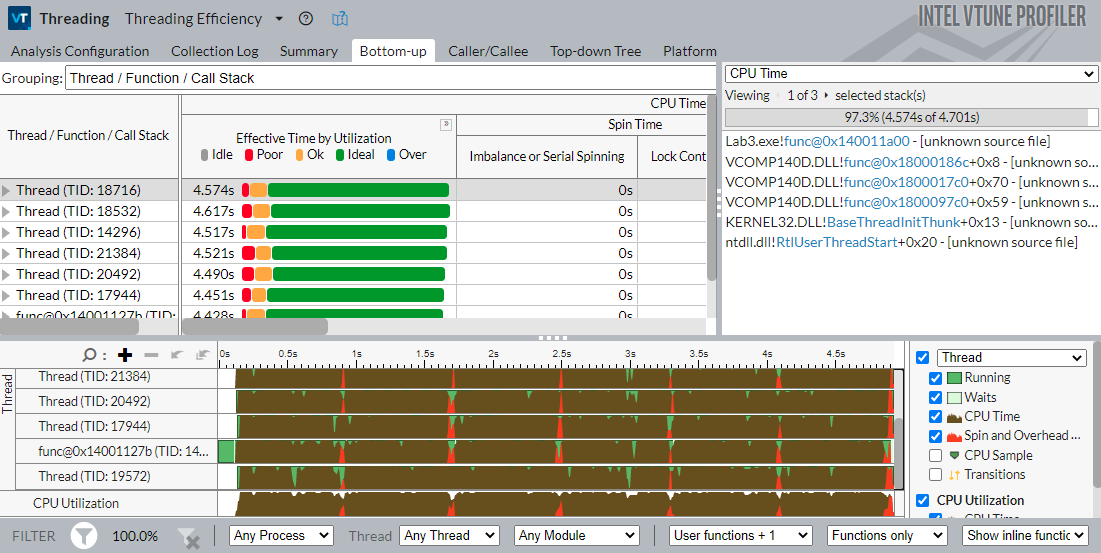 VT Threading Threading Efficiency
INTEL VTUNE PROFILER
Analysis Configuration Collection Log Summary Bottom-up Caller/Callee Top-down Tree Platform
Grouping: Thread / Function / Call Stack
Thread / Function / Call Stack
CPU Time
Effective Time by Utilization
Idle Poor Ok Ideal Over
Spin Time
Imbalance or Serial Spinning Lock Cont
Thread (TID: 18716) 4.574s 0s
Thread (TID: 18532) 4.617s 0s
Thread (TID: 14296) 4.517s 0s
Thread (TID: 21384) 4.521s 0s
Thread (TID: 20492) 4.490s 0s
Thread (TID: 17944) 4.451s 0s
func@0x14001127b (TID: 4.428s 0s
CPU Time
Viewing 1 of 3 selected stack(s)
97.3% (4.574s of 4.701s)
Lab3.exe!func@0x140011a00 - [unknown source file]
VCOMP140D.DLL!func@0x18000186c+0x8 - [unknown so...
VCOMP140D.DLL!func@0x1800017c0+0x70 - [unknown s...
VCOMP140D.DLL!func@0x1800097c0+0x59 - [unknown s...
KERNEL32.DLL!BaseThreadInitThunk+0x13 - [unknown so...
ntdll.dll!RtlUserThreadStart+0x20 - [unknown source file]
0s 0.5s 1s 1.5s 2s 2.5s 3s 3.5s 4s 4.5s
Thread
Thread (TID: 21384)
Thread (TID: 20492)
Thread (TID: 17944)
func@0x14001127b (TID: 14...
Thread (TID: 19572)
CPU Utilization
Thread
Running
Waits
CPU Time
Spin and Overhead ...
CPU Sample
Transitions
CPU Utilization
CPU Time
FILTER 100.0% Any Process Thread Any Thread Any Module User functions + 1 Functions only Show inline functic